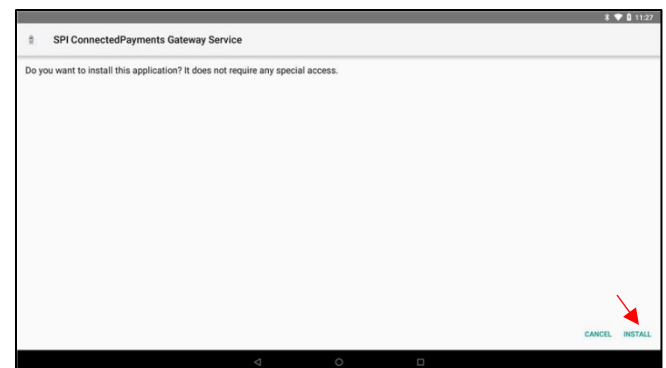 11:27
SPI ConnectedPayments Gateway Service
Do you want to install this application? It does not require any special access.
CANCEL INSTALL